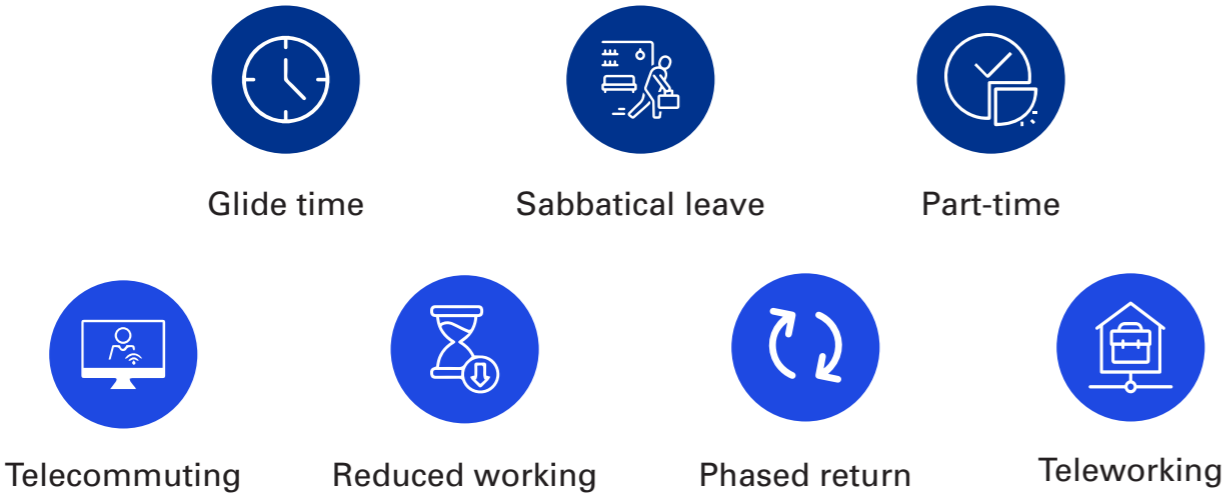 Glide time
Sabbatical leave
Part-time
Telecommuting
Reduced working
Phased return
Teleworking